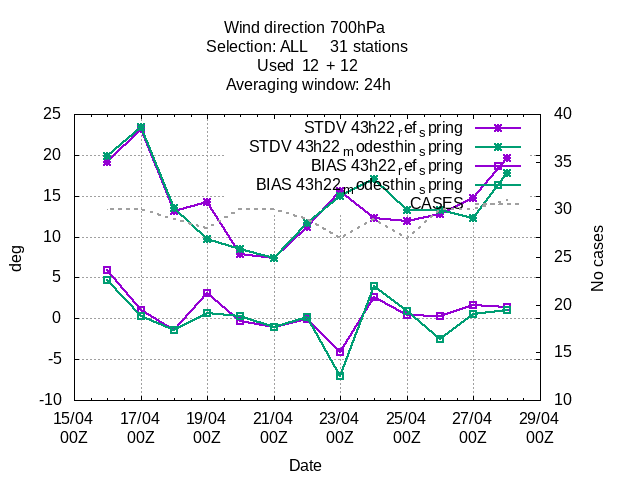 Wind direction 700hPa
Selection: ALL 31 stations
Used 12 + 12
Averaging window: 24h
STDV 43h22_ref_spring
STDV 43h22_modesthin_spring
BIAS 43h22_ref_spring
BIAS 43h22_modesthin_spring
CASES
25
20
15
10
5
0
-5
-10
deg
40
35
30
25
20
15
10
No cases
15/04 17/04 19/04 21/04 23/04 25/04 27/04 29/04
00Z 00Z 00Z 00Z 00Z 00Z 00Z 00Z
Date